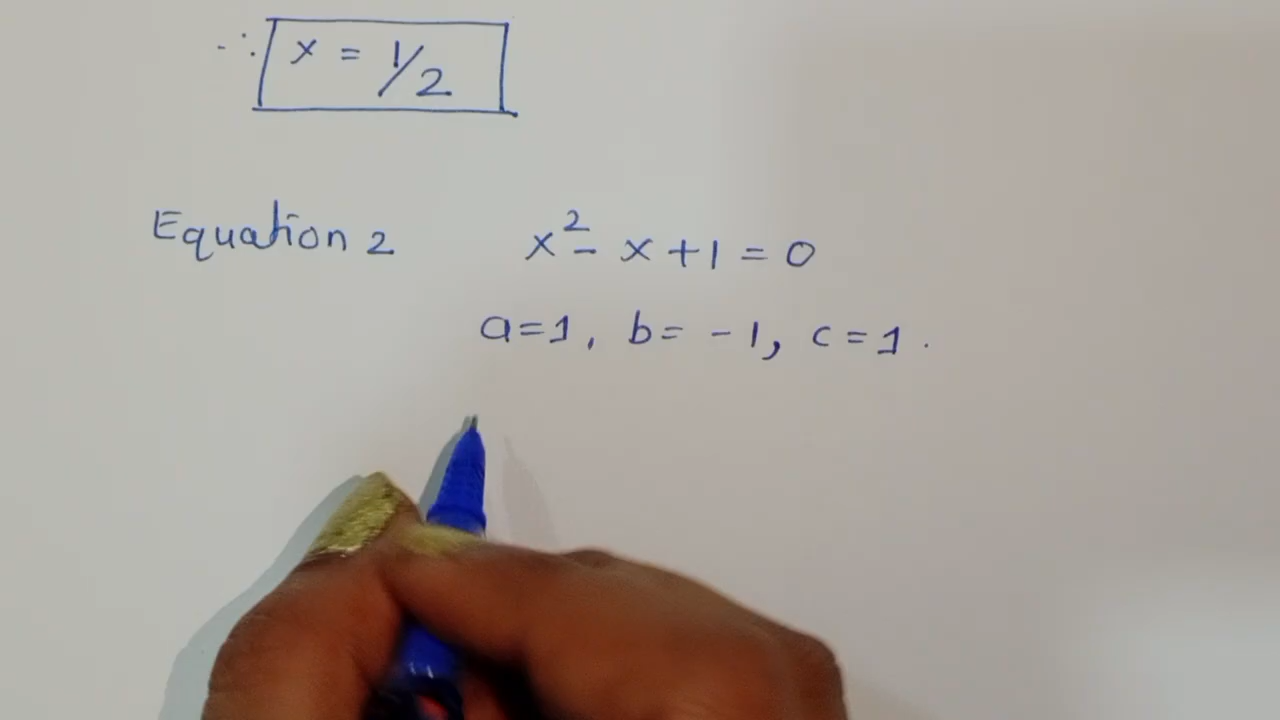 ∴ x = 1/2
Equation 2 x² - x + 1 = 0
a=1, b= -1, c=1.